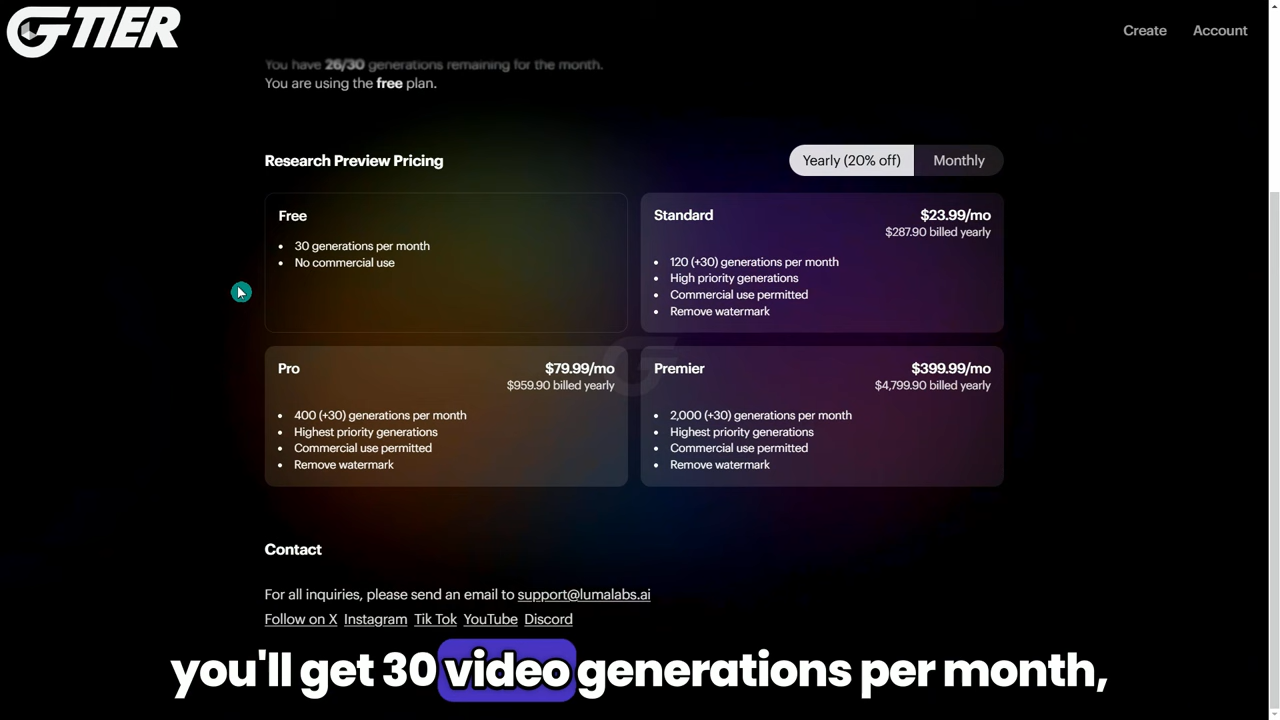 GTIER
Create
Account
You have 26/30 generations remaining for the month.
You are using the free plan.
Research Preview Pricing
Yearly (20% off)
Monthly
Free
• 30 generations per month
• No commercial use
Standard
$23.99/mo
$287.90 billed yearly
• 120 (+30) generations per month
• High priority generations
• Commercial use permitted
• Remove watermark
Pro
$79.99/mo
$959.90 billed yearly
• 400 (+30) generations per month
• Highest priority generations
• Commercial use permitted
• Remove watermark
Premier
$399.99/mo
$4,799.90 billed yearly
• 2,000 (+30) generations per month
• Highest priority generations
• Commercial use permitted
• Remove watermark
Contact
For all inquiries, please send an email to support@lumalabs.ai
Follow on X Instagram Tik Tok YouTube Discord
you'll get 30 video generations per month,